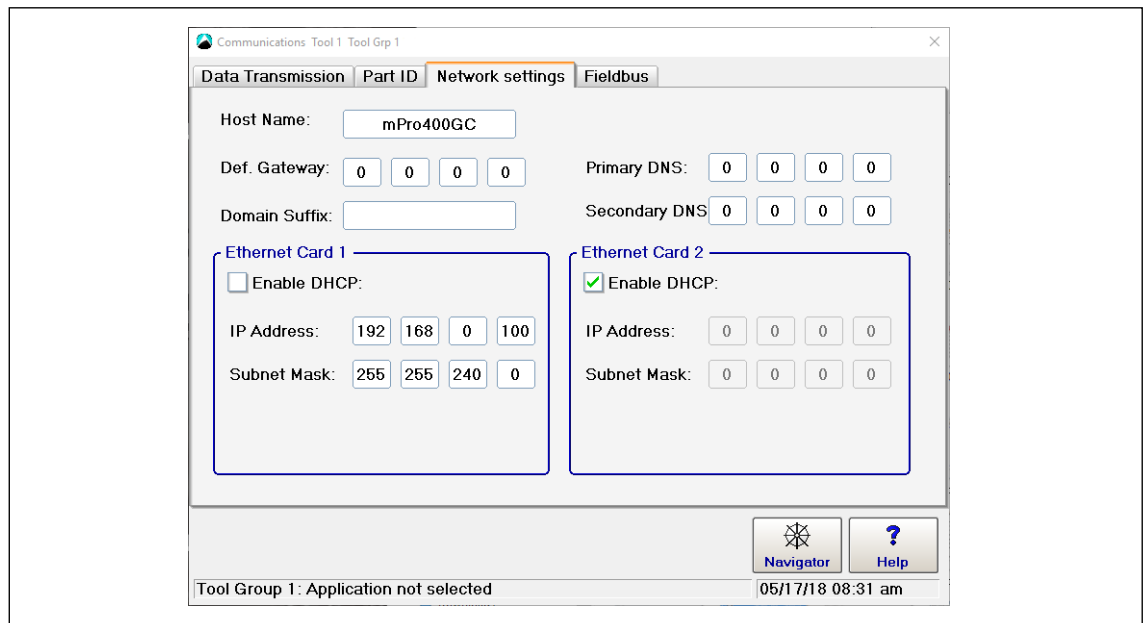 Communications Tool 1 Tool Grp 1
Data Transmission Part ID Network settings Fieldbus
Host Name: mPro400GC
Def. Gateway: 0 0 0 0 Primary DNS: 0 0 0 0
Domain Suffix: Secondary DNS 0 0 0 0
Ethernet Card 1 Ethernet Card 2
Enable DHCP: Enable DHCP:
IP Address: 192 168 0 100 IP Address: 0 0 0 0
Subnet Mask: 255 255 240 0 Subnet Mask: 0 0 0 0
? 
Navigator Help
Tool Group 1: Application not selected 05/17/18 08:31 am